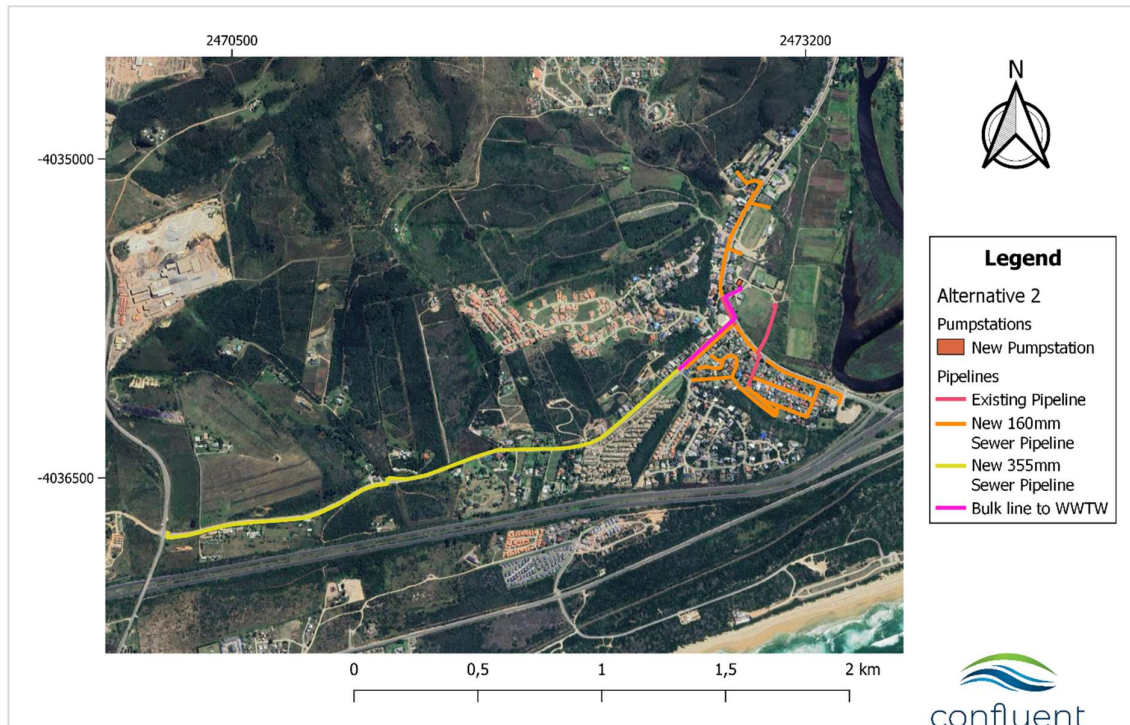 2470500
2473200
N
-4035000
-4036500
Legend
Alternative 2
Pumpstations
New Pumpstation
Pipelines
Existing Pipeline
New 160mm
Sewer Pipeline
New 355mm
Sewer Pipeline
Bulk line to WWTW
0 0,5 1 1,5 2 km
confluent